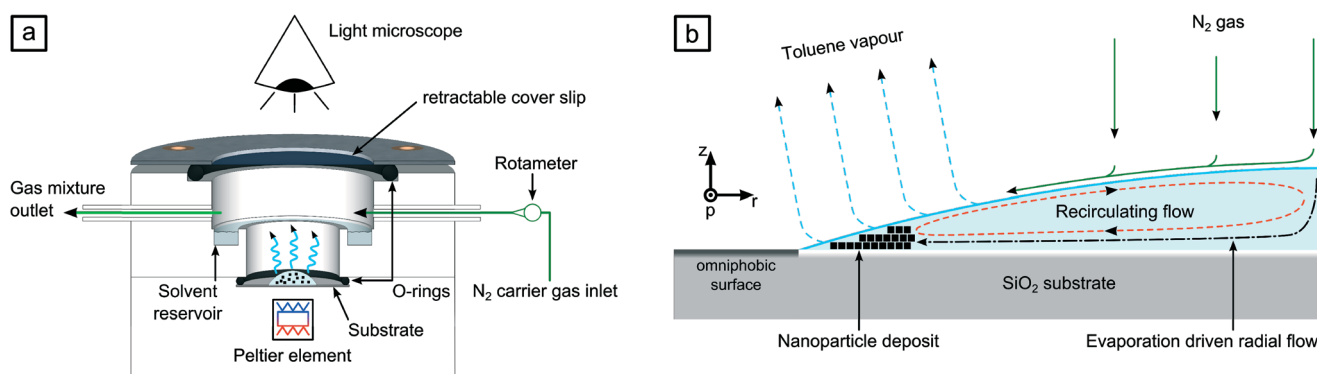 a
Light microscope
retractable cover slip
Rotameter
Gas mixture
outlet
Solvent
reservoir
O-rings
N₂ carrier gas inlet
Substrate
Peltier element
b
Toluene vapour
N₂ gas
z
p
r
Recirculating flow
omniphobic
surface
SiO₂ substrate
Nanoparticle deposit
Evaporation driven radial flow